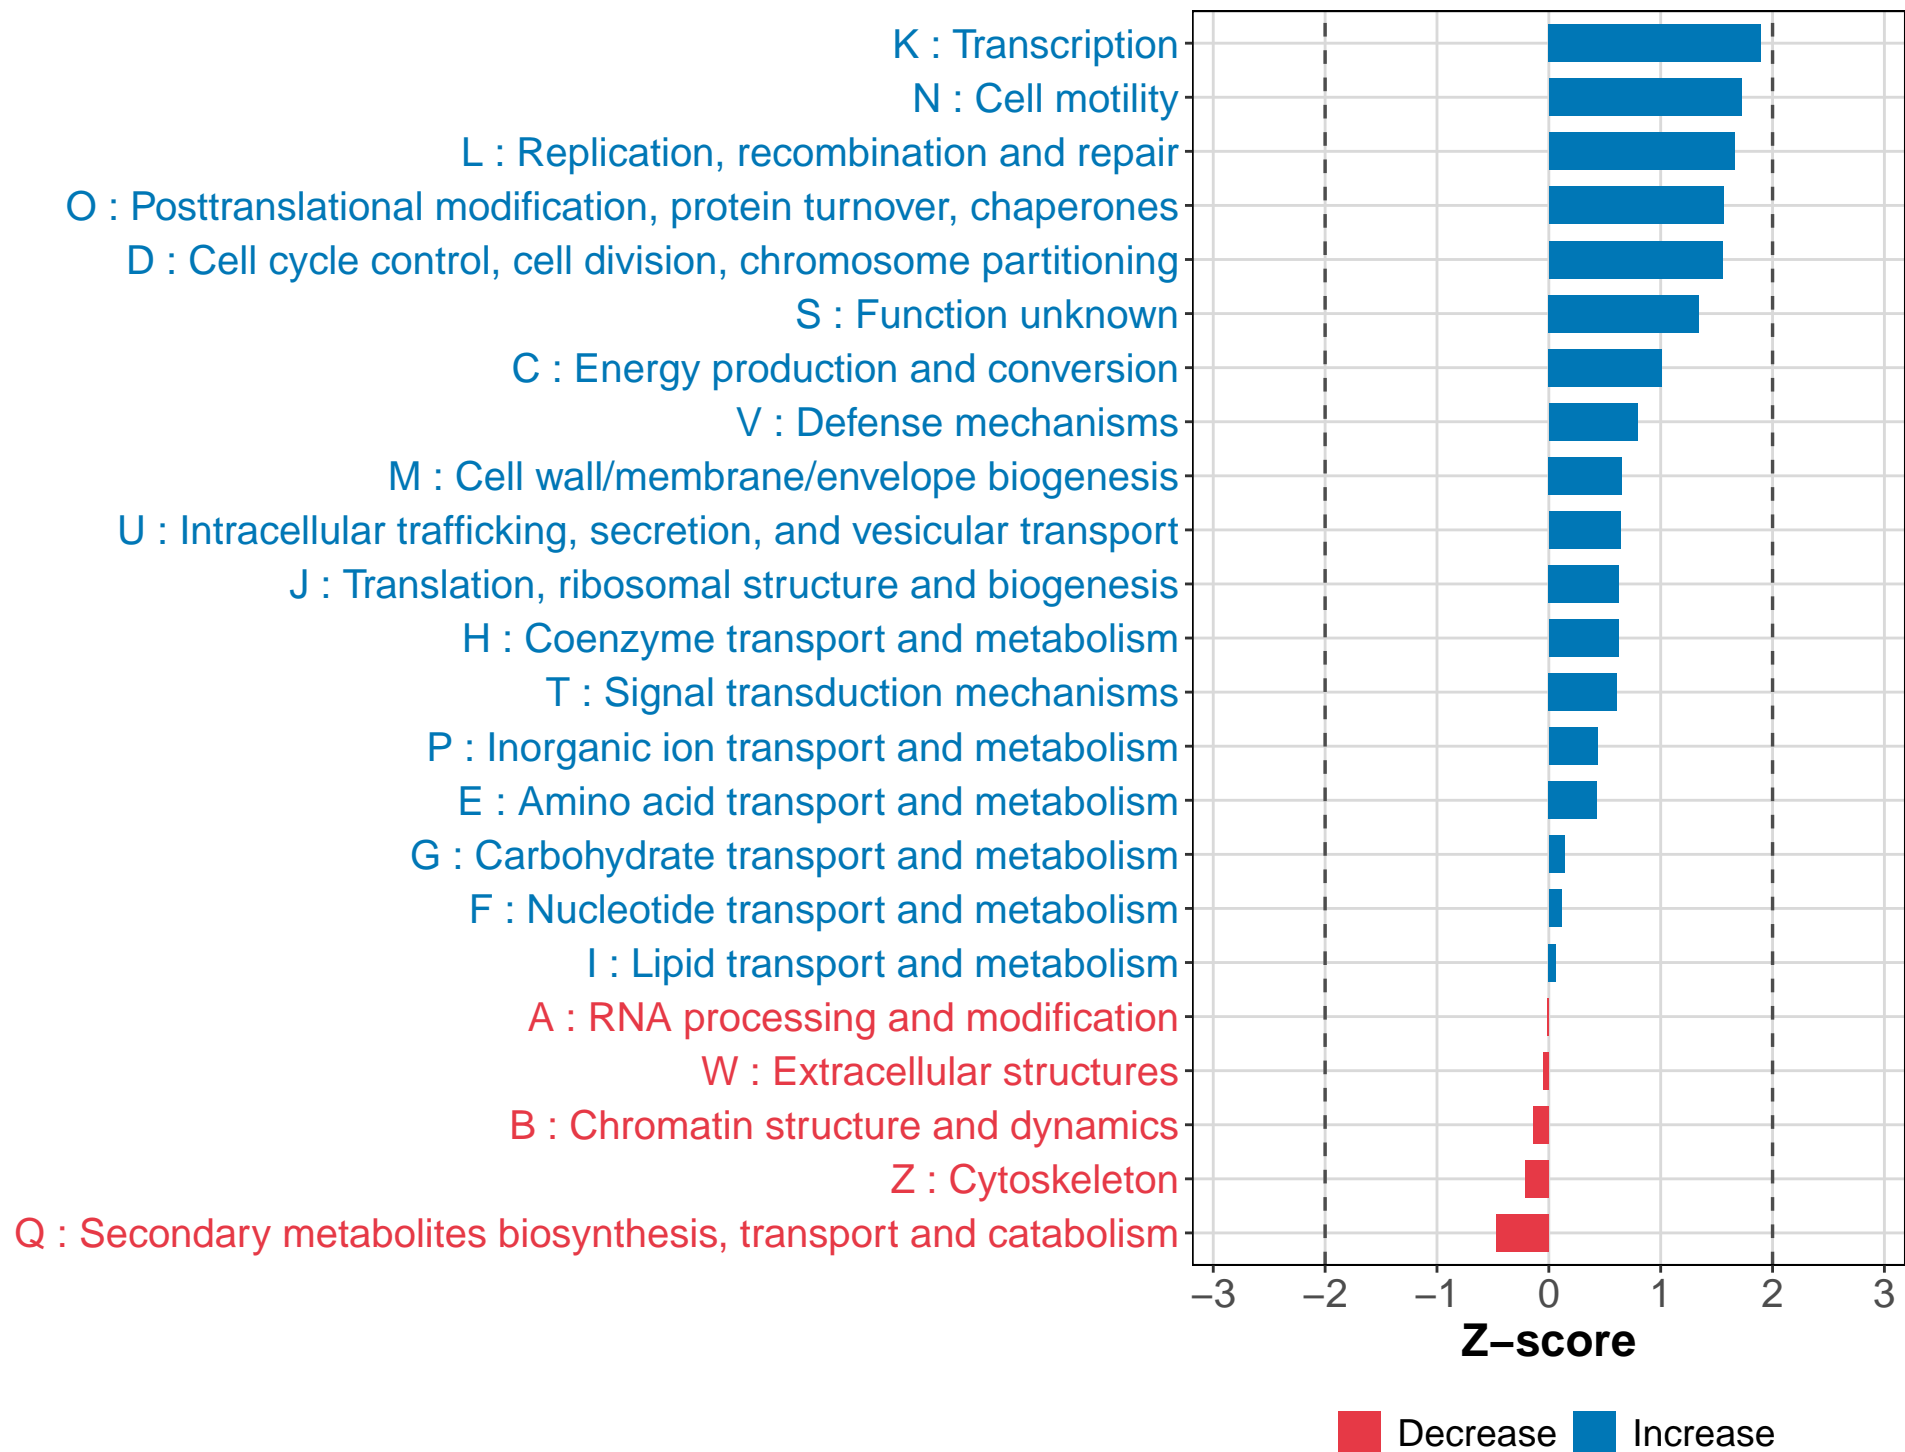 K : Transcription
N : Cell motility
L : Replication, recombination and repair
O : Posttranslational modification, protein turnover, chaperones
D : Cell cycle control, cell division, chromosome partitioning
S : Function unknown
C : Energy production and conversion
V : Defense mechanisms
M : Cell wall/membrane/envelope biogenesis
U : Intracellular trafficking, secretion, and vesicular transport
J : Translation, ribosomal structure and biogenesis
H : Coenzyme transport and metabolism
T : Signal transduction mechanisms
P : Inorganic ion transport and metabolism
E : Amino acid transport and metabolism
G : Carbohydrate transport and metabolism
F : Nucleotide transport and metabolism
I : Lipid transport and metabolism
A : RNA processing and modification
W : Extracellular structures
B : Chromatin structure and dynamics
Z : Cytoskeleton
Q : Secondary metabolites biosynthesis, transport and catabolism
−3 −2 −1 0 1 2 3
Z−score
Decrease Increase